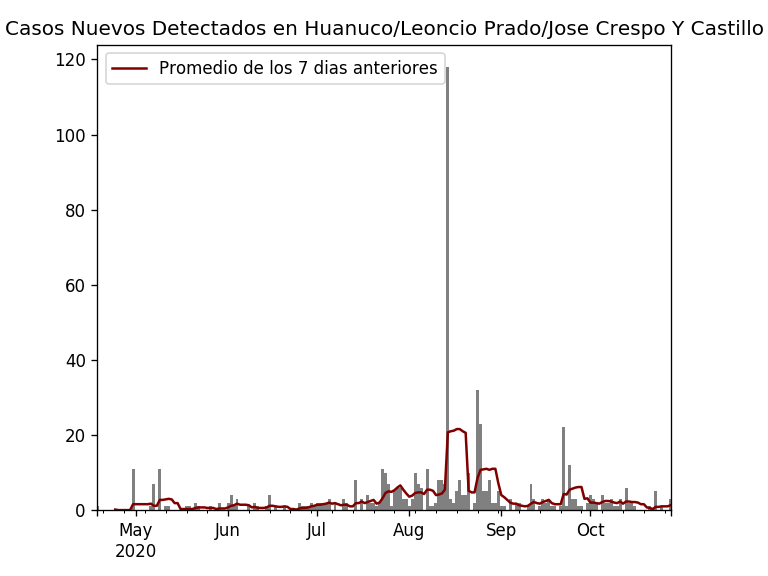 Casos Nuevos Detectados en Huanuco/Leoncio Prado/Jose Crespo Y Castillo
Promedio de los 7 dias anteriores
120
100
80
60
40
20
0
May Jun Jul Aug Sep Oct
2020